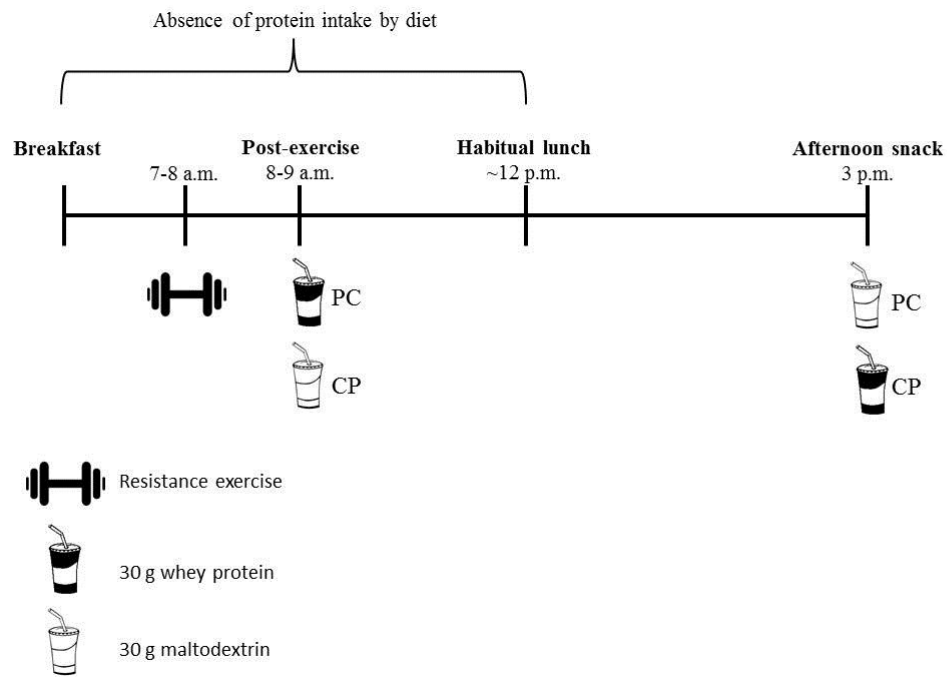 Absence of protein intake by diet
Breakfast
Post-exercise
Habitual lunch
Afternoon snack
7-8 a.m.
8-9 a.m.
~12 p.m.
3 p.m.
PC
PC
CP
CP
Resistance exercise
30 g whey protein
30 g maltodextrin